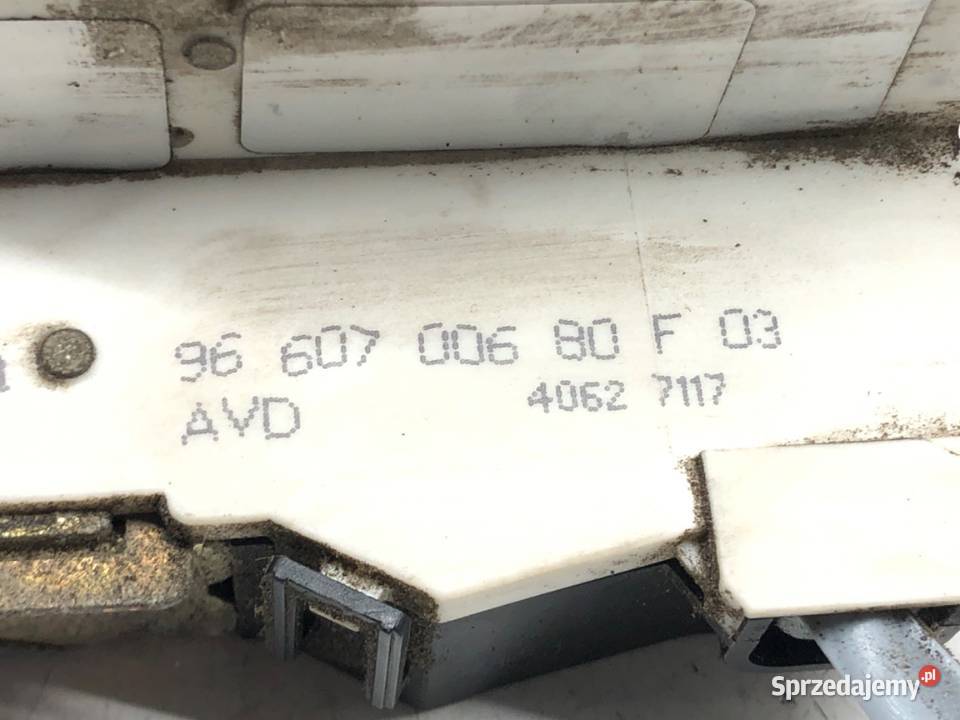 96 607 006 80 F 03
AVD 4062 7117
Sprzedajemy.pl